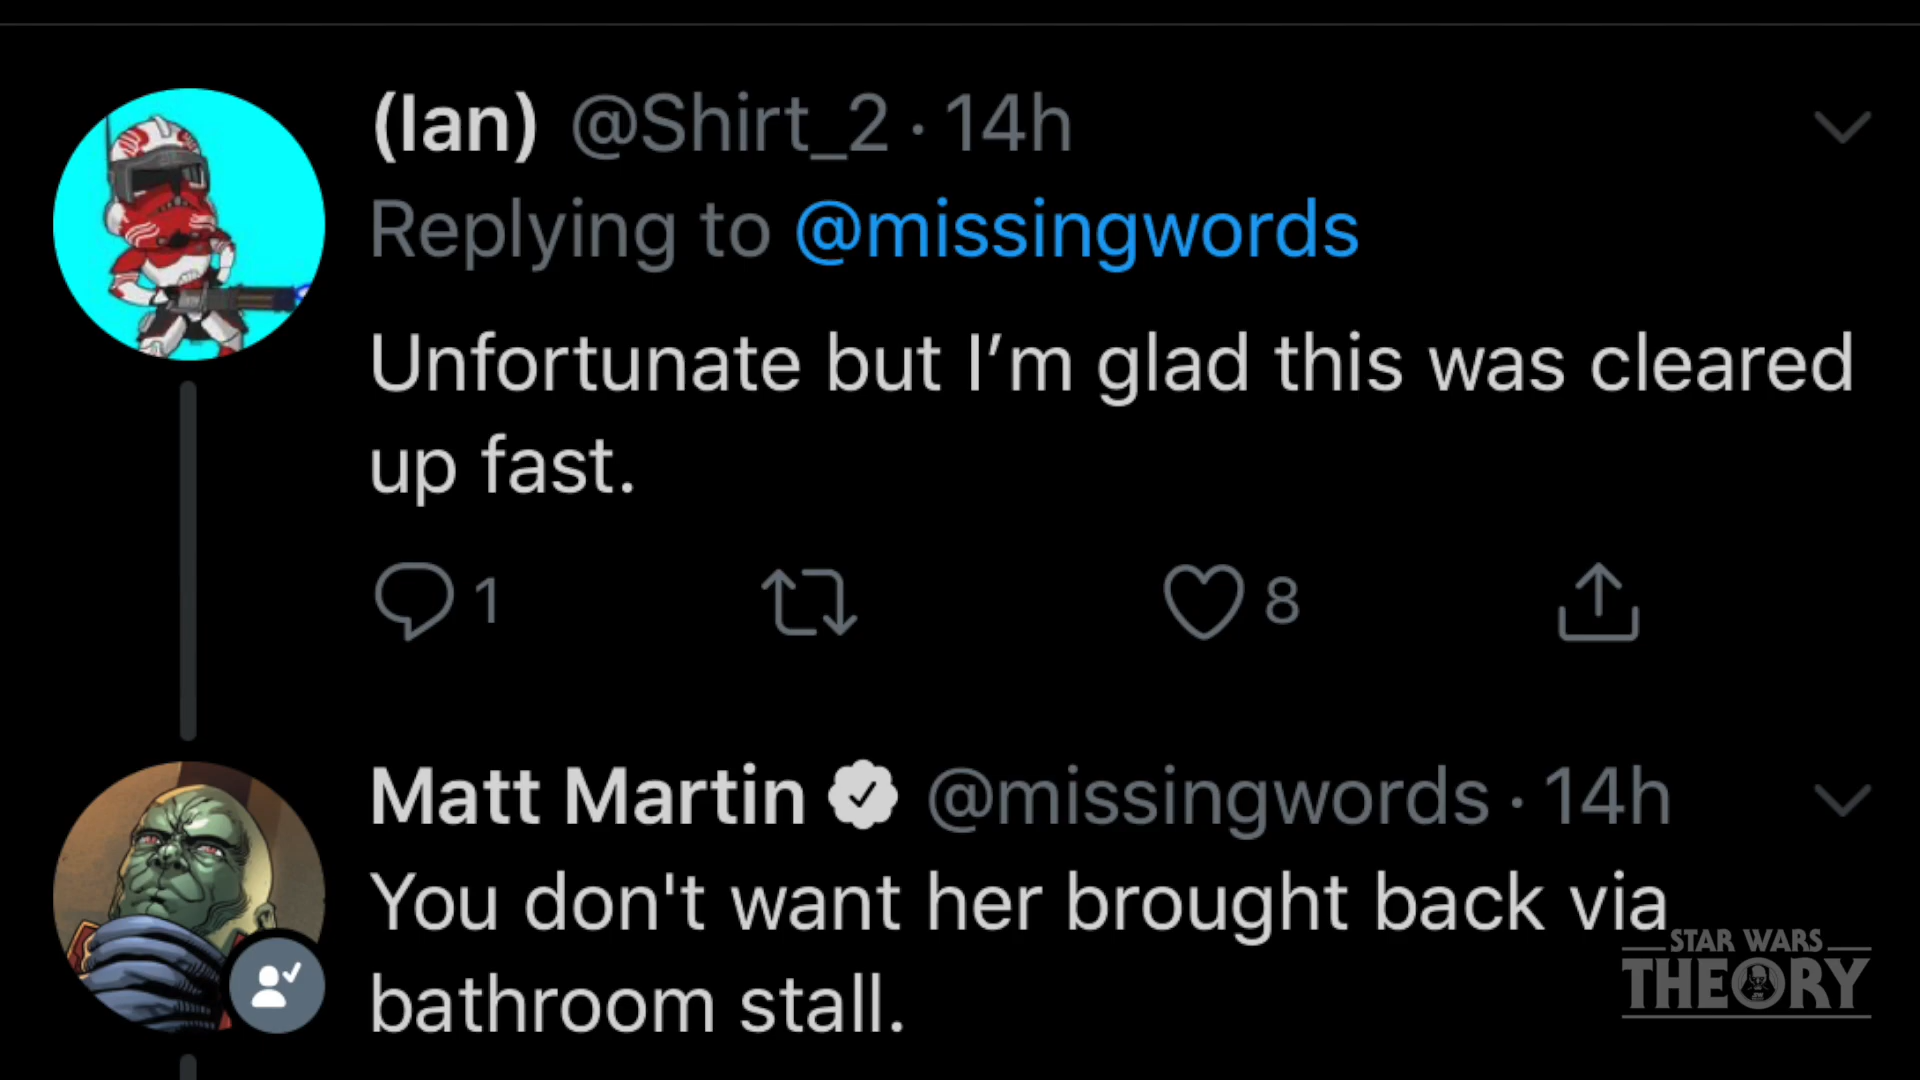 (Ian) @Shirt_2 · 14h
Replying to @missingwords
Unfortunate but I’m glad this was cleared
up fast.
1 8
Matt Martin @missingwords · 14h
You don't want her brought back via
bathroom stall.
STAR WARS
THEORY